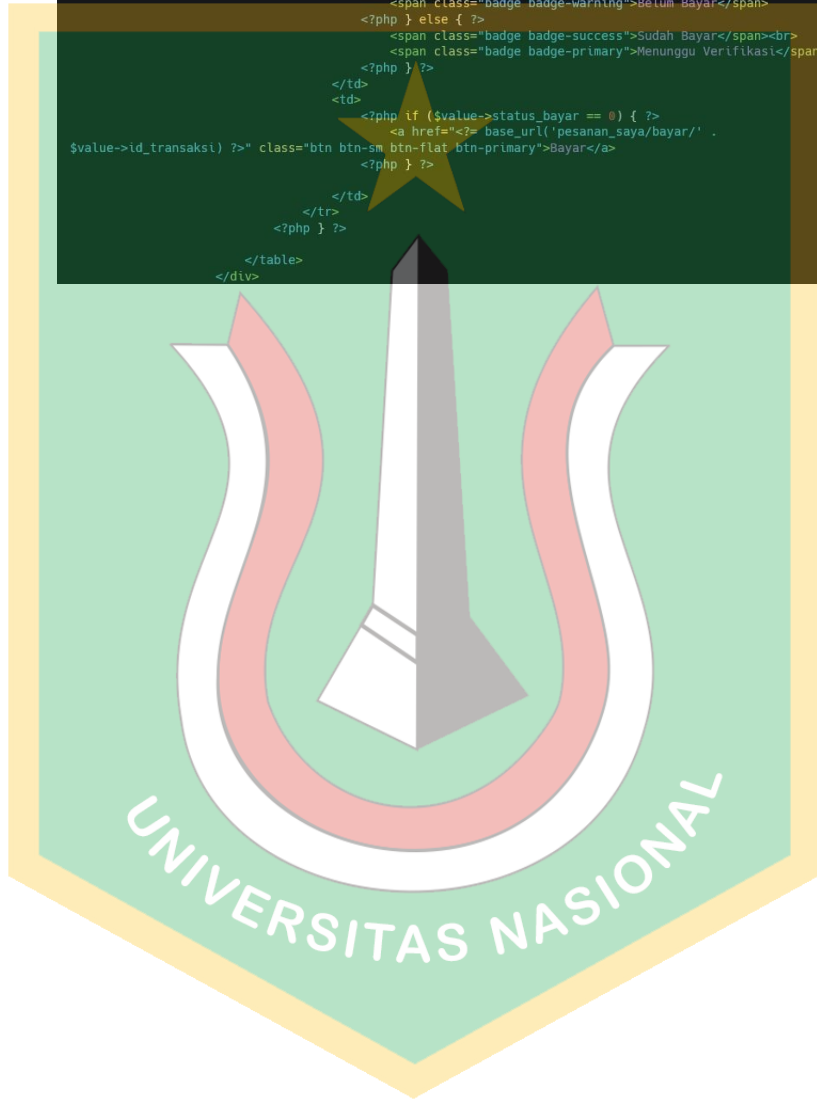 <span class="badge badge-warning">Belum Bayar</span>
<?php } else { ?>
<span class="badge badge-success">Sudah Bayar</span><br>
<span class="badge badge-primary">Menunggu Verifikasi</span
<?php } ?>
</td>
<td>
<?php if ($value->status_bayar == 0) { ?>
<a href="<?= base_url('pesanan_saya/bayar/' .
$value->id_transaksi) ?>" class="btn btn-sm btn-flat btn-primary">Bayar</a>
<?php } ?>
</td>
</tr>
<?php } ?>
</table>
</div>
UNIVERSITAS NASIONAL